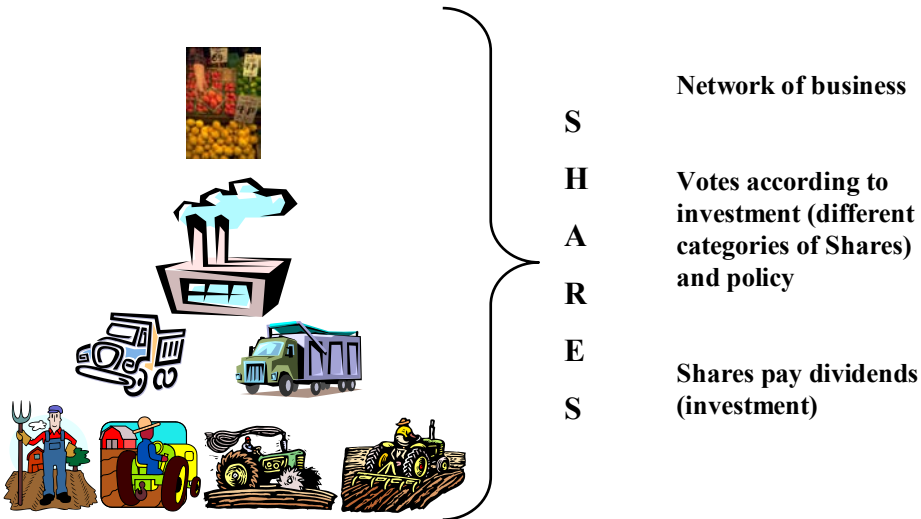 S
H
A
R
E
S
Network of business
Votes according to
investment (different
categories of Shares)
and policy
Shares pay dividends
(investment)